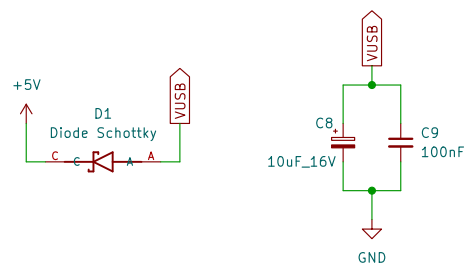 VUSB
+5V
VUSB
D1
Diode Schottky
C8
+
C9
C C A A
100nF
10uF_16V
GND